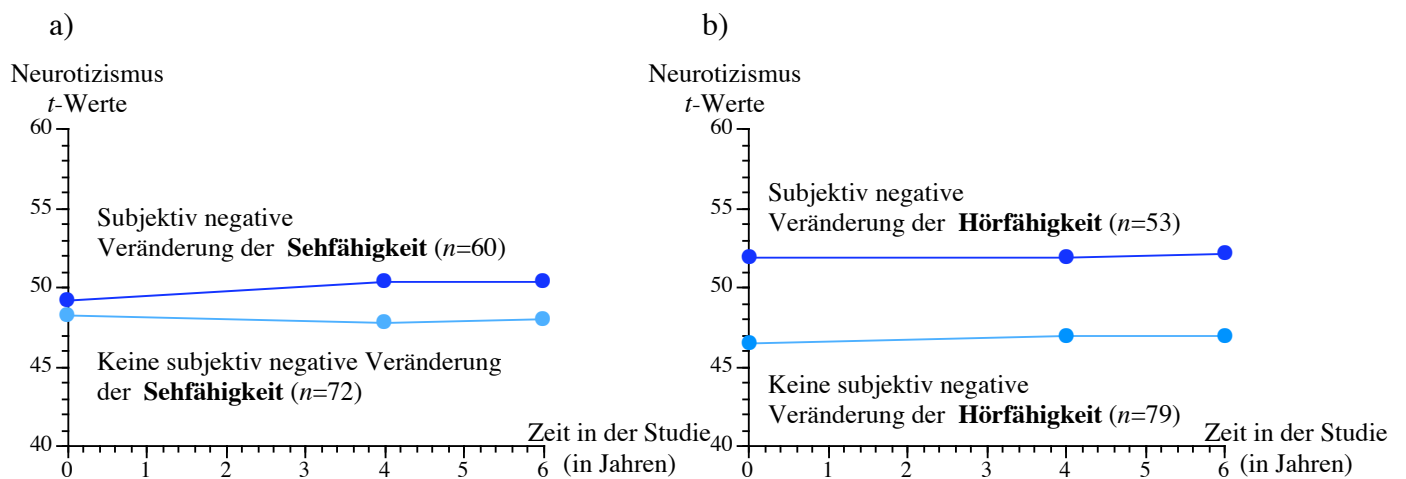 a)
Neurotizismus
t-Werte
60
55
50
45
40
Subjektiv negative
Veränderung der Sehfähigkeit (n=60)
Keine subjektiv negative Veränderung
der Sehfähigkeit (n=72)
0 1 2 3 4 5 6
Zeit in der Studie
(in Jahren)
b)
Neurotizismus
t-Werte
60
55
50
45
40
Subjektiv negative
Veränderung der Hörfähigkeit (n=53)
Keine subjektiv negative
Veränderung der Hörfähigkeit (n=79)
0 1 2 3 4 5 6
Zeit in der Studie
(in Jahren)